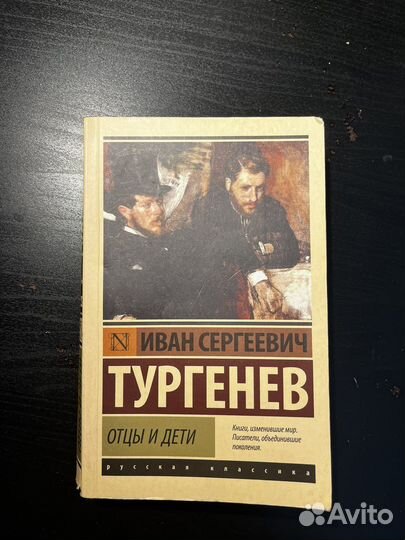 N
ИВАН СЕРГЕЕВИЧ
ТУРГЕНЕВ
ОТЦЫ И ДЕТИ
Книги, изменившие мир.
Писатели, объединившие
поколения.
русская классика
Avito